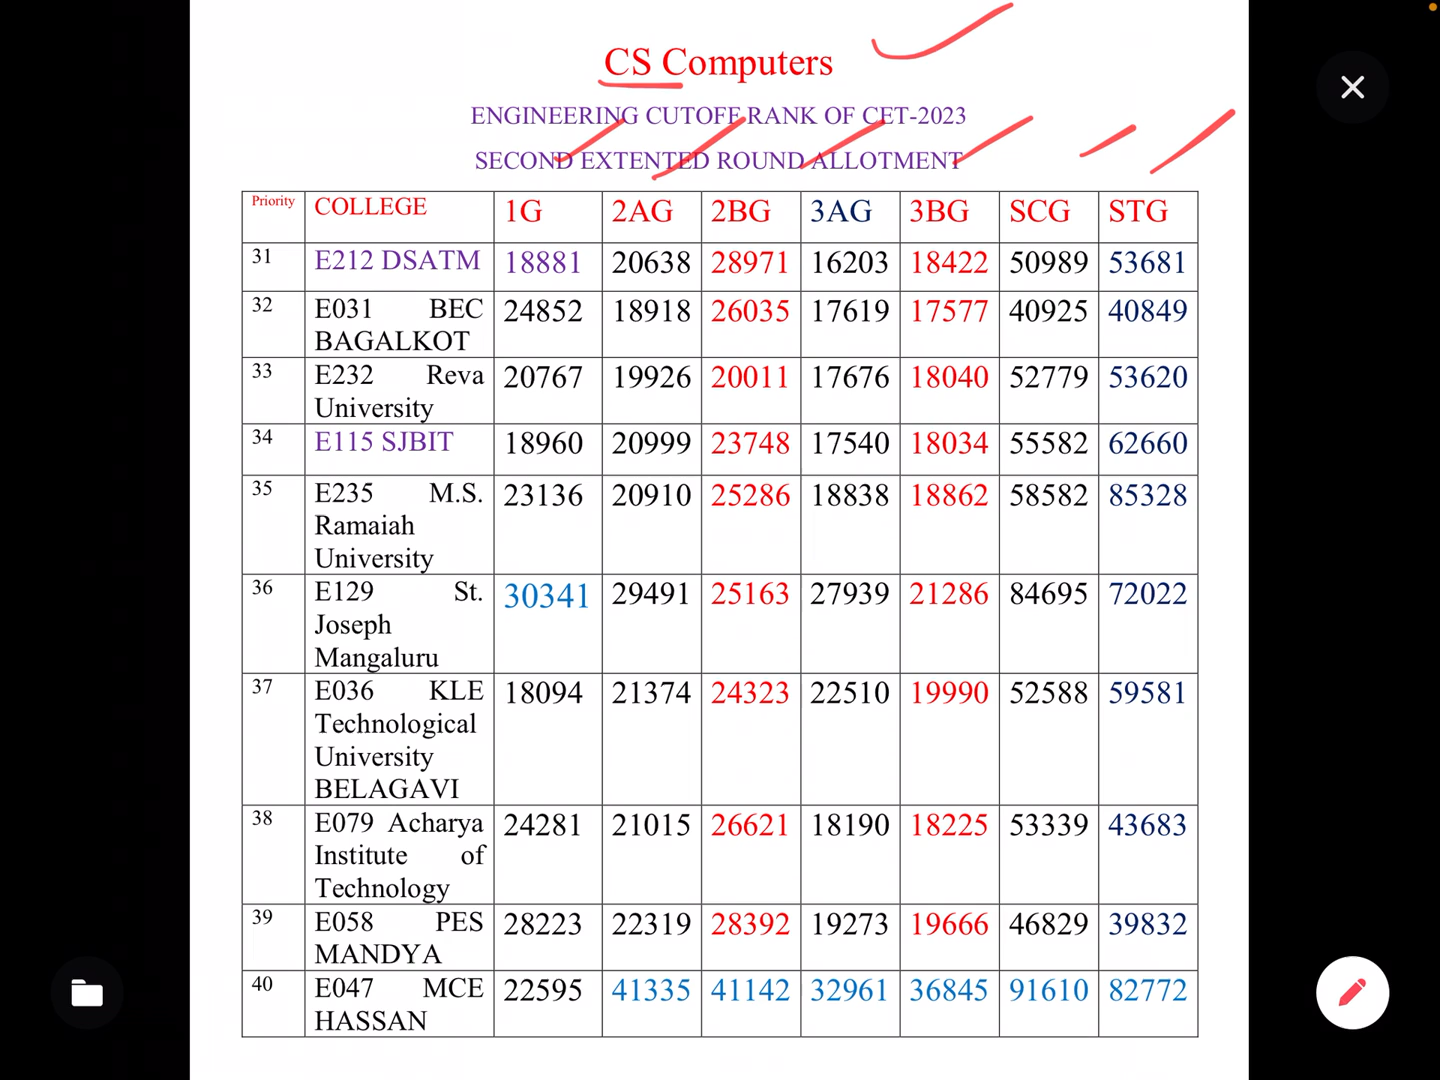 CS Computers
ENGINEERING CUTOFF RANK OF CET-2023
SECOND EXTENTED ROUND ALLOTMENT
Priority COLLEGE 1G 2AG 2BG 3AG 3BG SCG STG
31 E212 DSATM 18881 20638 28971 16203 18422 50989 53681
32 E031 BEC 24852 18918 26035 17619 17577 40925 40849
BAGALKOT
33 E232 Reva 20767 19926 20011 17676 18040 52779 53620
University
34 E115 SJBIT 18960 20999 23748 17540 18034 55582 62660
35 E235 M.S. 23136 20910 25286 18838 18862 58582 85328
Ramaiah
University
36 E129 St. 30341 29491 25163 27939 21286 84695 72022
Joseph
Mangaluru
37 E036 KLE 18094 21374 24323 22510 19990 52588 59581
Technological
University
BELAGAVI
38 E079 Acharya 24281 21015 26621 18190 18225 53339 43683
Institute of
Technology
39 E058 PES 28223 22319 28392 19273 19666 46829 39832
MANDYA
40 E047 MCE 22595 41335 41142 32961 36845 91610 82772
HASSAN